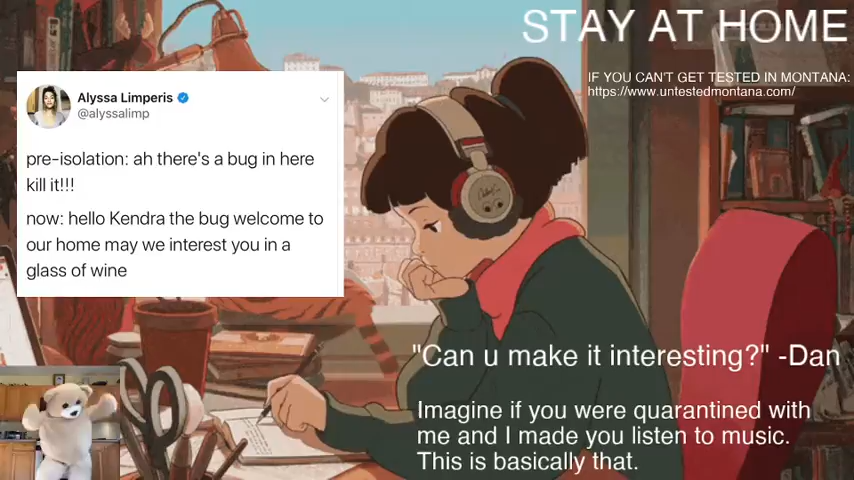 STAY AT HOME
IF YOU CAN'T GET TESTED IN MONTANA:
https://www.untestedmontana.com/
Alyssa Limperis
@alyssalimp
pre-isolation: ah there's a bug in here
kill it!!!
now: hello Kendra the bug welcome to
our home may we interest you in a
glass of wine
"Can u make it interesting?" -Dan
Imagine if you were quarantined with
me and I made you listen to music.
This is basically that.